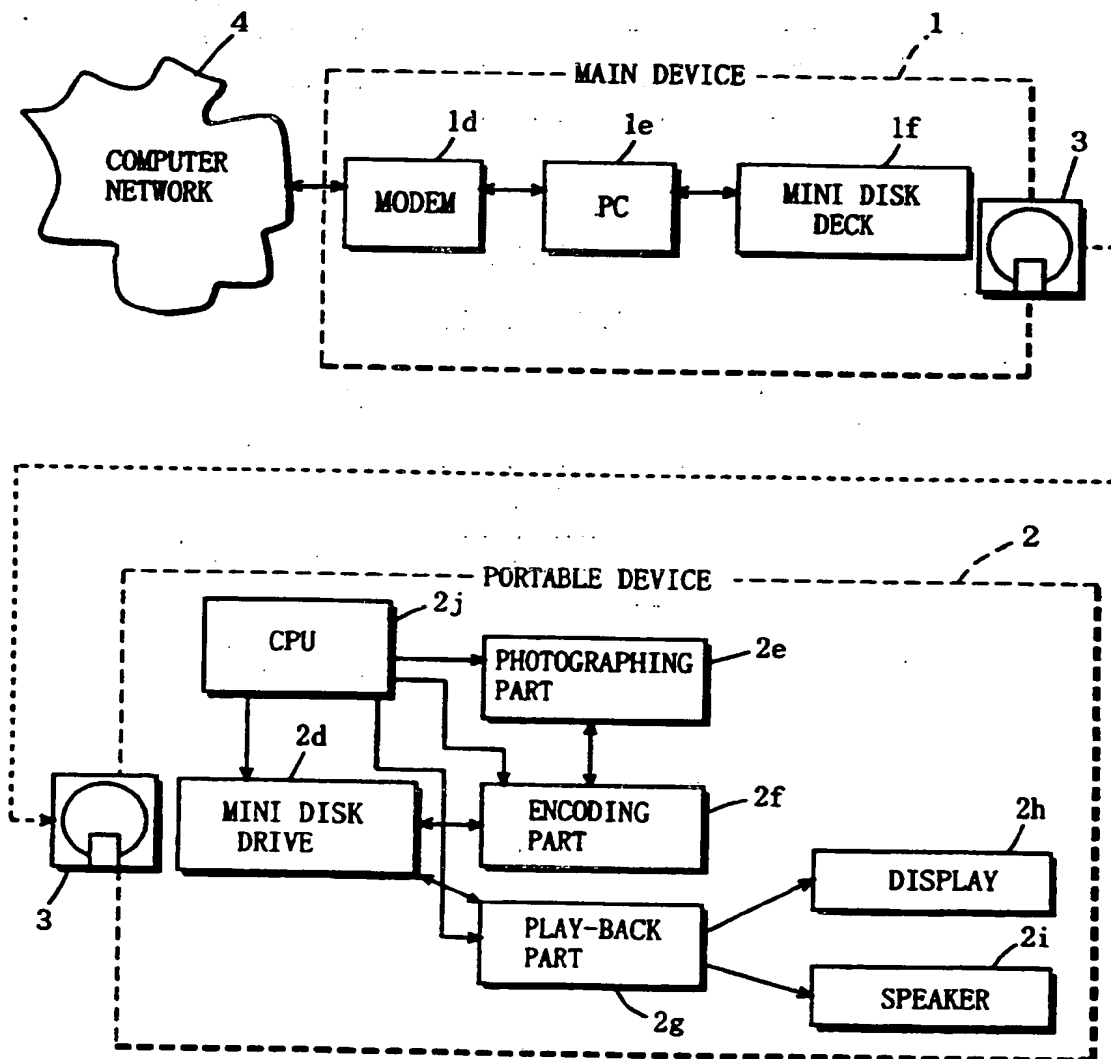 4
1
MAIN DEVICE
1d
1e
1f
3
COMPUTER
NETWORK
MODEM
PC
MINI DISK
DECK
2
PORTABLE DEVICE
2j
CPU
2e
PHOTOGRAPHING
PART
2d
MINI DISK
DRIVE
2f
ENCODING
PART
2h
DISPLAY
3
PLAY-BACK
PART
2i
SPEAKER
2g